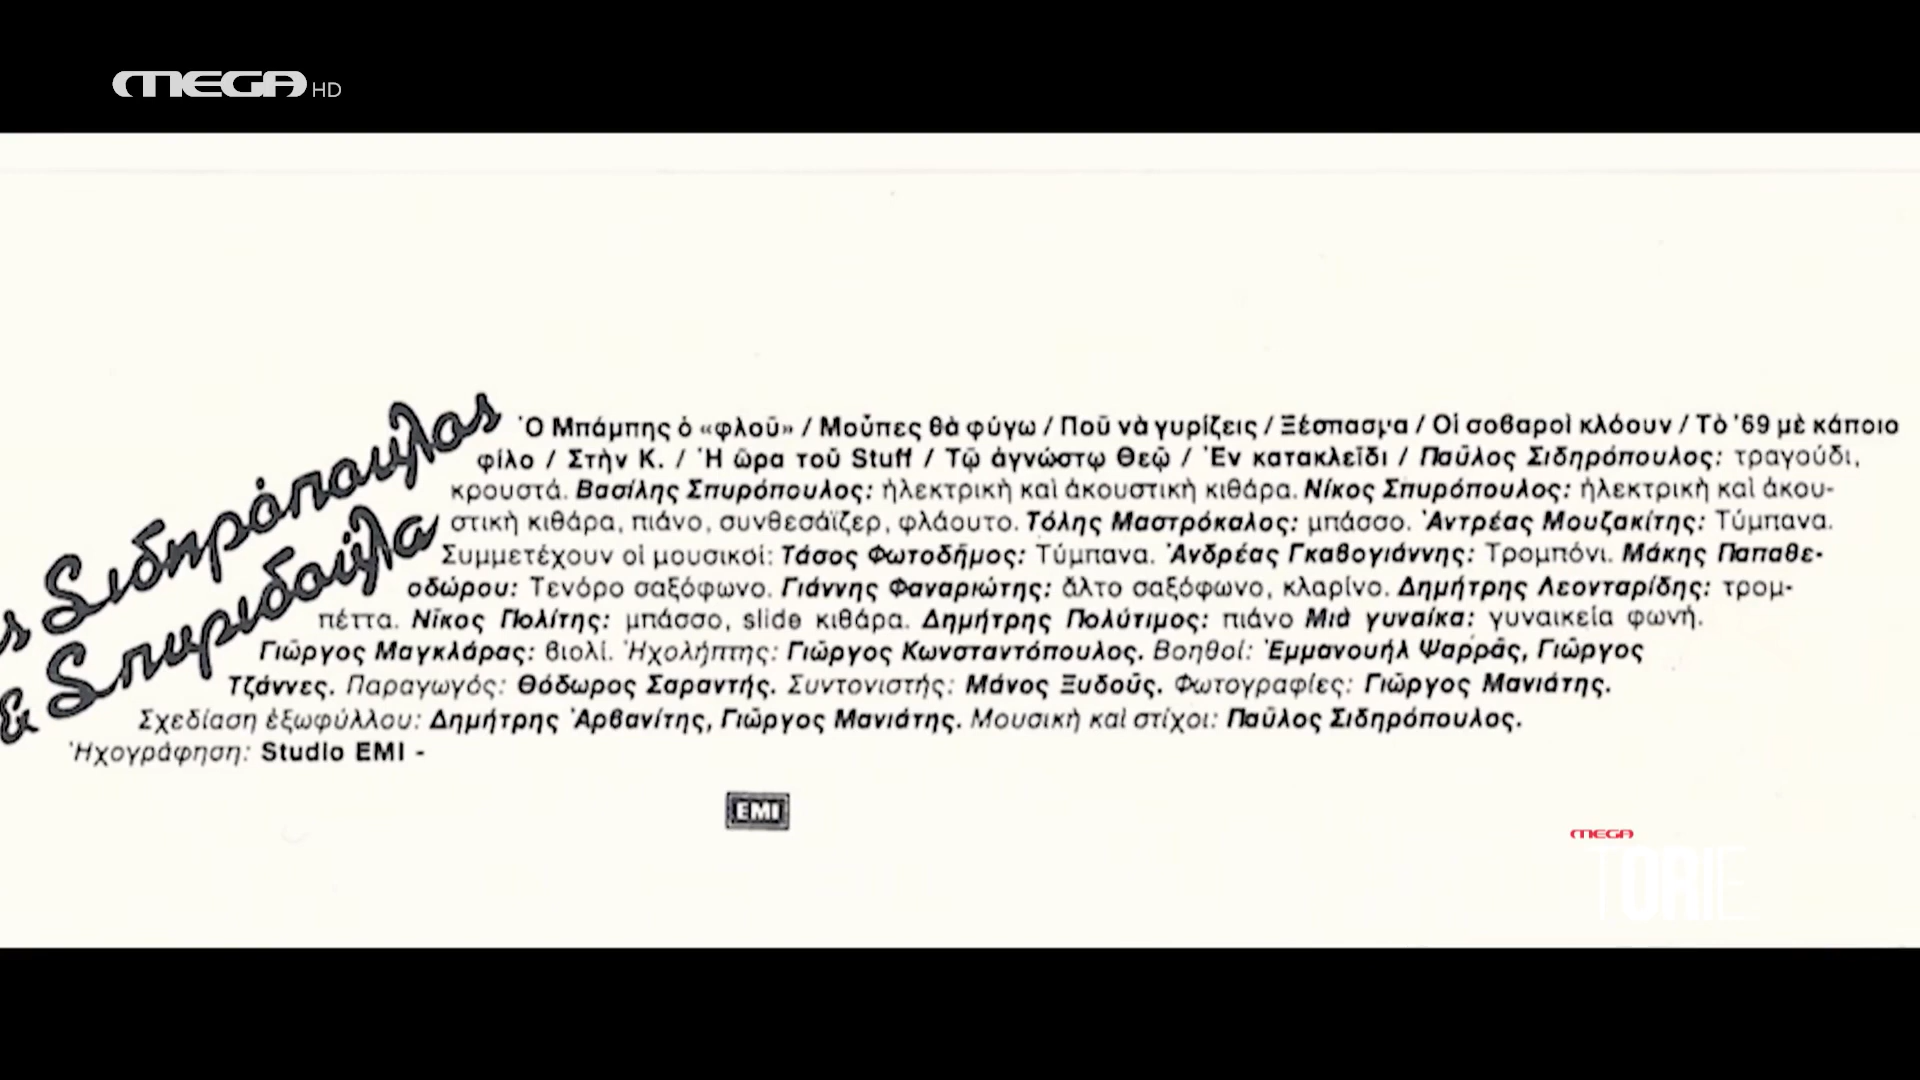 MEGA HD
ς Σιδηρόπουλος
& Σπυριδούλα
Ὁ Μπάμπης ὁ «φλοῦ» / Μοῦπες θὰ φύγω / Ποῦ νὰ γυρίζεις / Ξέσπασμα / Οἱ σοβαροὶ κλόουν / Τὸ '69 μὲ κάποιο
φίλο / Στὴν Κ. / Ἡ ὥρα τοῦ Stuff / Τῷ ἀγνώστῳ Θεῷ / Ἐν κατακλεῖδι / Παῦλος Σιδηρόπουλος: τραγούδι,
κρουστά. Βασίλης Σπυρόπουλος: ἠλεκτρικὴ καὶ ἀκουστικὴ κιθάρα. Νίκος Σπυρόπουλος: ἠλεκτρικὴ καὶ ἀκου-
στικὴ κιθάρα, πιάνο, συνθεσάϊζερ, φλάουτο. Τόλης Μαστρόκαλος: μπάσσο. Ἀντρέας Μουζακίτης: Τύμπανα.
Συμμετέχουν οἱ μουσικοί: Τάσος Φωτοδῆμος: Τύμπανα. Ἀνδρέας Γκαβογιάννης: Τρομπόνι. Μάκης Παπαθε-
οδώρου: Τενόρο σαξόφωνο. Γιάννης Φαναριώτης: ἄλτο σαξόφωνο, κλαρίνο. Δημήτρης Λεονταρίδης: τρομ-
πέττα. Νῖκος Πολίτης: μπάσσο, slide κιθάρα. Δημήτρης Πολύτιμος: πιάνο Μιὰ γυναίκα: γυναικεία φωνή.
Γιῶργος Μαγκλάρας: βιολί. Ἠχολήπτης: Γιῶργος Κωνσταντόπουλος. Βοηθοί: Ἐμμανουήλ Ψαρρᾶς, Γιῶργος
Τζάννες. Παραγωγός: Θόδωρος Σαραντής. Συντονιστής: Μάνος Ξυδοῦς. Φωτογραφίες: Γιῶργος Μανιάτης.
Σχεδίαση ἐξωφύλλου: Δημήτρης Ἀρβανίτης, Γιῶργος Μανιάτης. Μουσικὴ καὶ στίχοι: Παῦλος Σιδηρόπουλος.
Ἠχογράφηση: Studio EMI -
EMI
MEGA